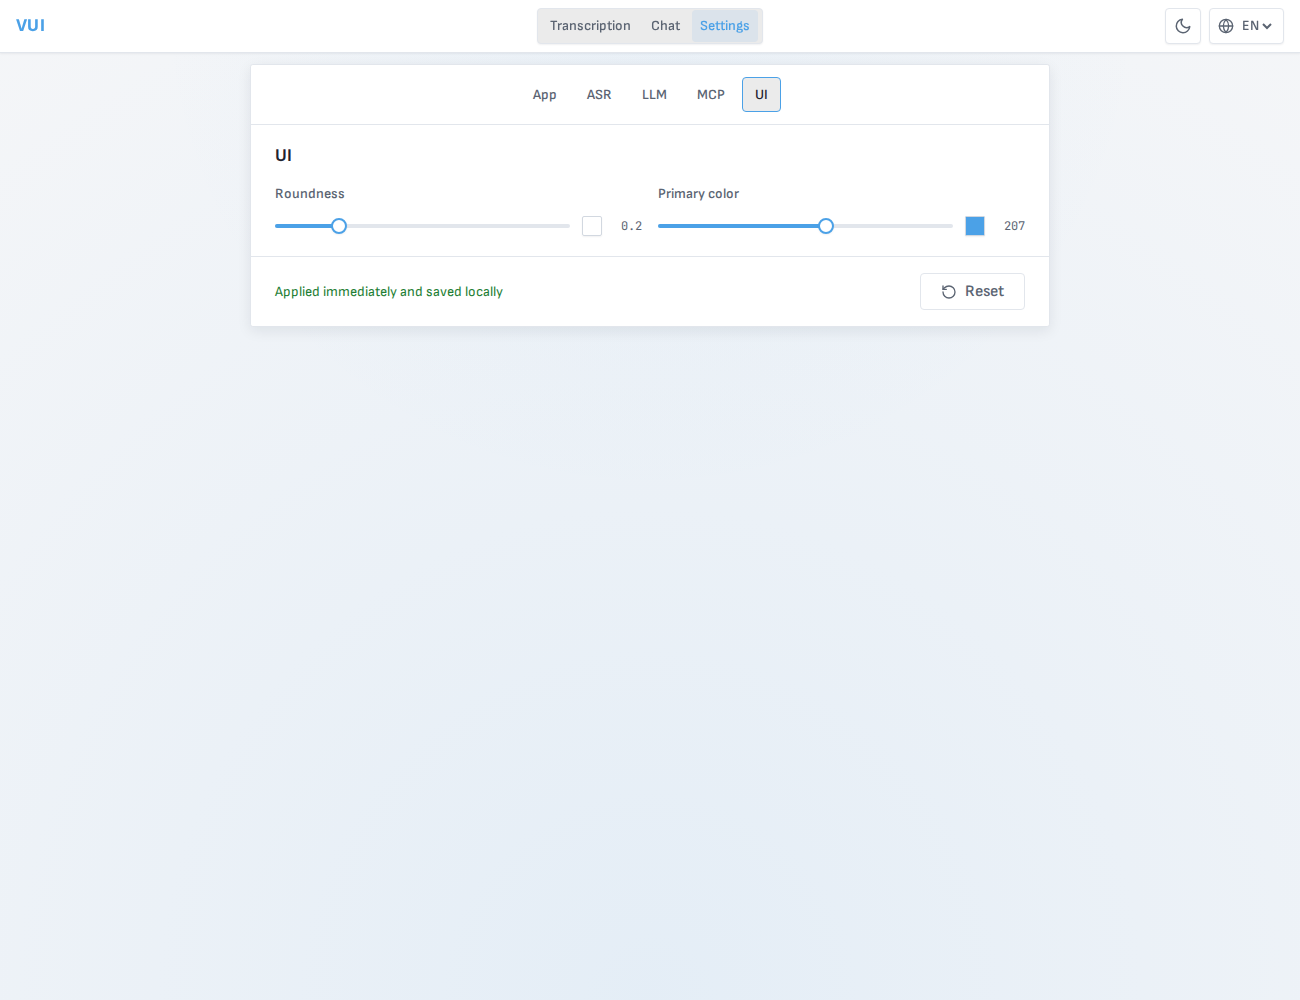 VUI
Transcription Chat Settings
EN
App ASR LLM MCP UI
UI
Roundness
0.2
Primary color
207
Applied immediately and saved locally
Reset